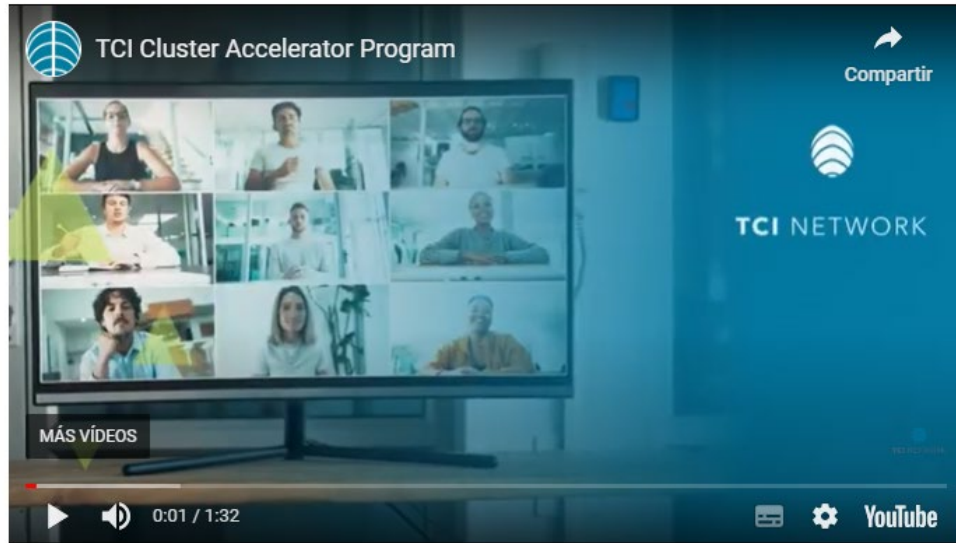 TCI Cluster Accelerator Program
Compartir
TCI NETWORK
MÁS VÍDEOS
0:01 / 1:32
YouTube